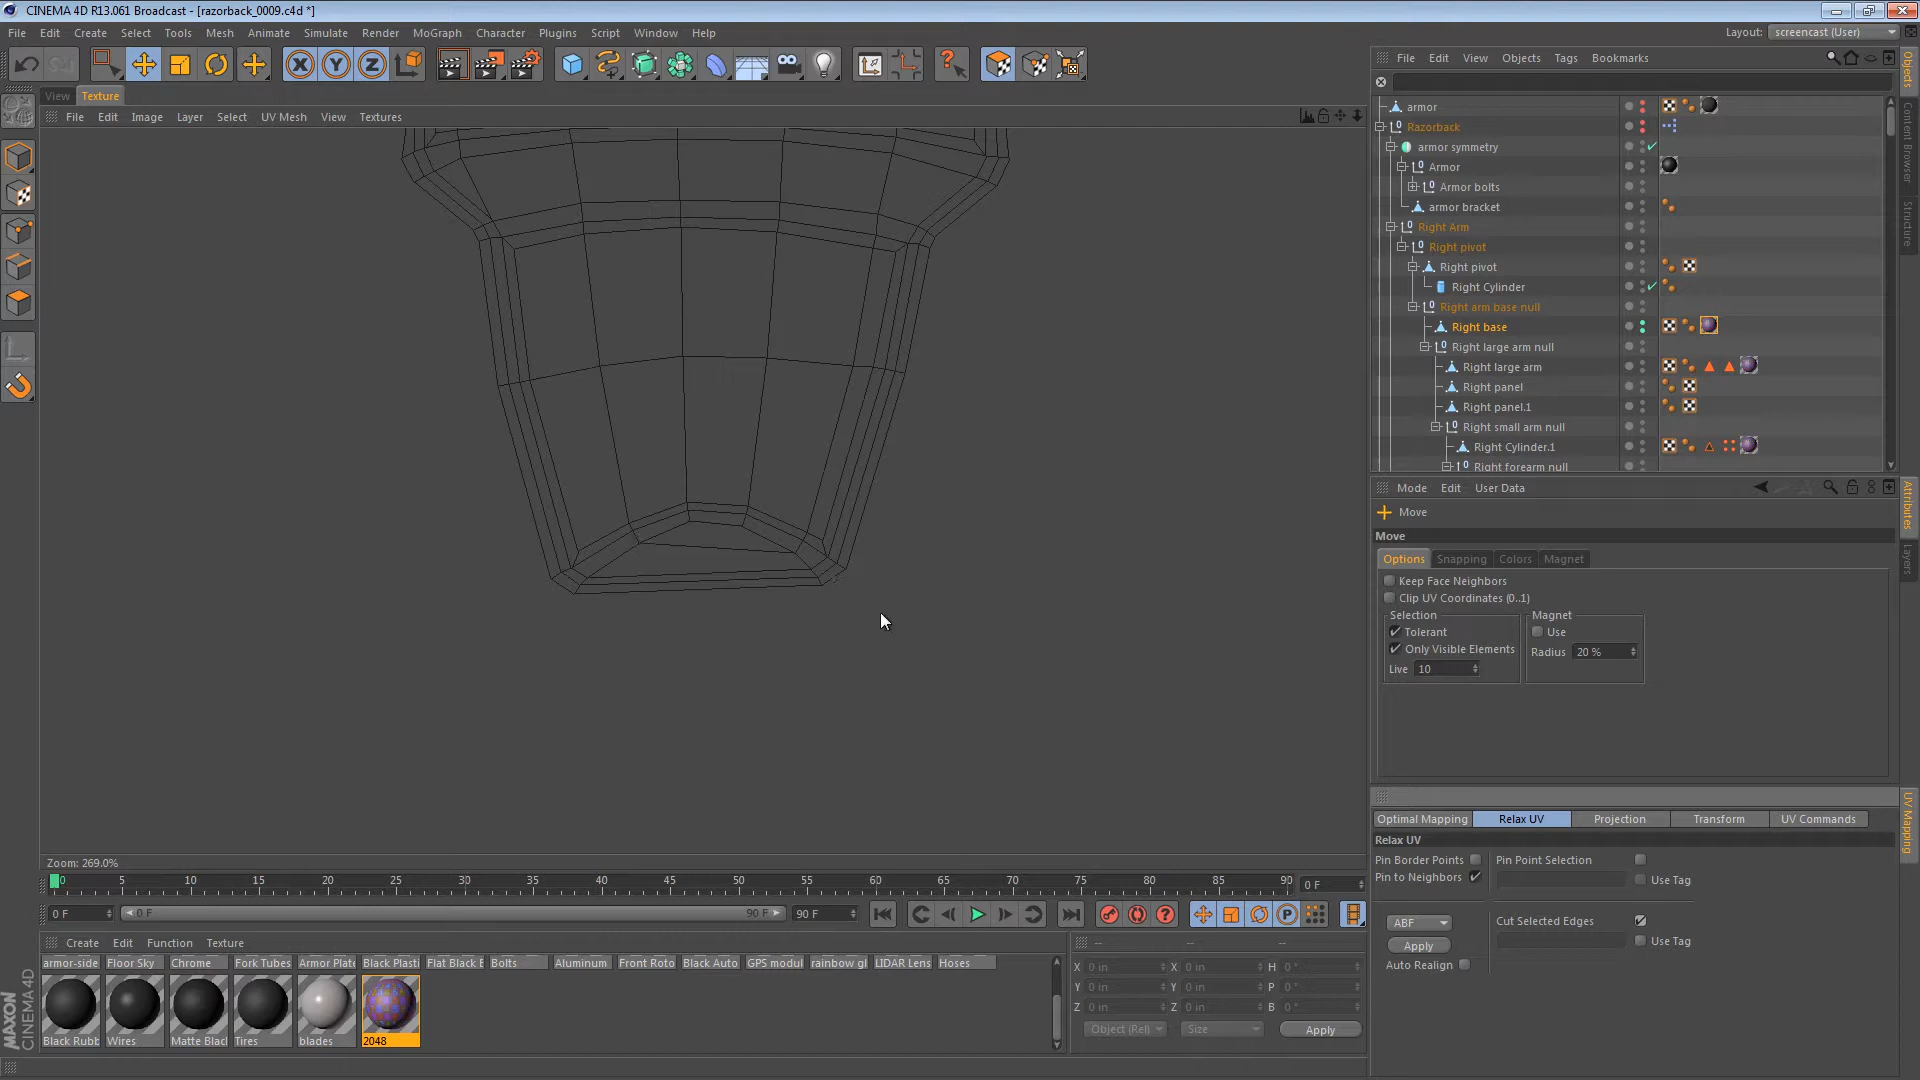 CINEMA 4D R13.061 Broadcast - [razorback_0009.c4d *]
File Edit Create Select Tools Mesh Animate Simulate Render MoGraph Character Plugins Script Window Help
Layout: screencast (User)
View Texture
File Edit Image Layer Select UV Mesh View Textures
File Edit View Objects Tags Bookmarks
armor
Razorback
armor symmetry
Armor
Armor bolts
armor bracket
Right Arm
Right pivot
Right pivot
Right Cylinder
Right arm base null
Right base
Right large arm null
Right large arm
Right panel
Right panel.1
Right small arm null
Right Cylinder.1
Right forearm null
Objects
Content Browser
Structure
Mode Edit User Data
Move
Move
Options Snapping Colors Magnet
Keep Face Neighbors
Clip UV Coordinates (0..1)
Selection Magnet
Tolerant Use
Only Visible Elements Radius 20 %
Live 10
Attributes
Layers
Optimal Mapping Relax UV Projection Transform UV Commands
Relax UV
Pin Border Points Pin Point Selection
Pin to Neighbors Use Tag
ABF Cut Selected Edges
Apply Use Tag
Auto Realign
UV Mapping
Zoom: 269.0%
0 5 10 15 20 25 30 35 40 45 50 55 60 65 70 75 80 85 90 0 F
0 F 0 F 90 F 90 F
Create Edit Function Texture
armor-side Floor Sky Chrome Fork Tubes Armor Plate Black Plasti Flat Black E Bolts Aluminum Front Roto Black Auto GPS modul rainbow gl LIDAR Lens Hoses
Black Rubb Wires Matte Blac Tires blades 2048
-- -- --
X 0 in X 0 in H 0 °
Y 0 in Y 0 in P 0 °
Z 0 in Z 0 in B 0 °
Object (Rel) Size Apply
MAXON
CINEMA 4D